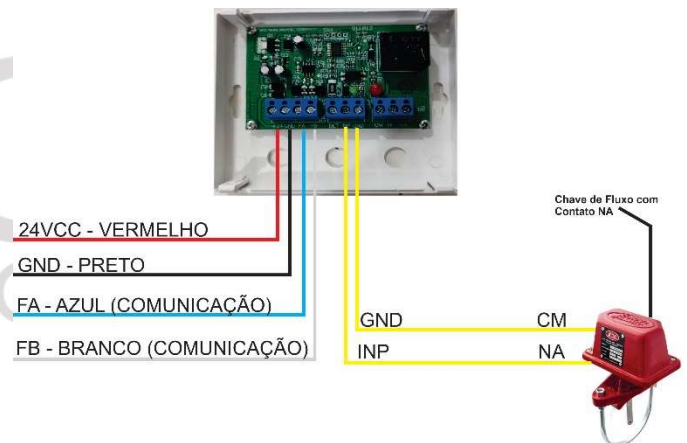 24VCC - VERMELHO
GND - PRETO
FA - AZUL (COMUNICAÇÃO)
FB - BRANCO (COMUNICAÇÃO)
GND
CM
INP
NA
Chave de Fluxo com
Contato NA